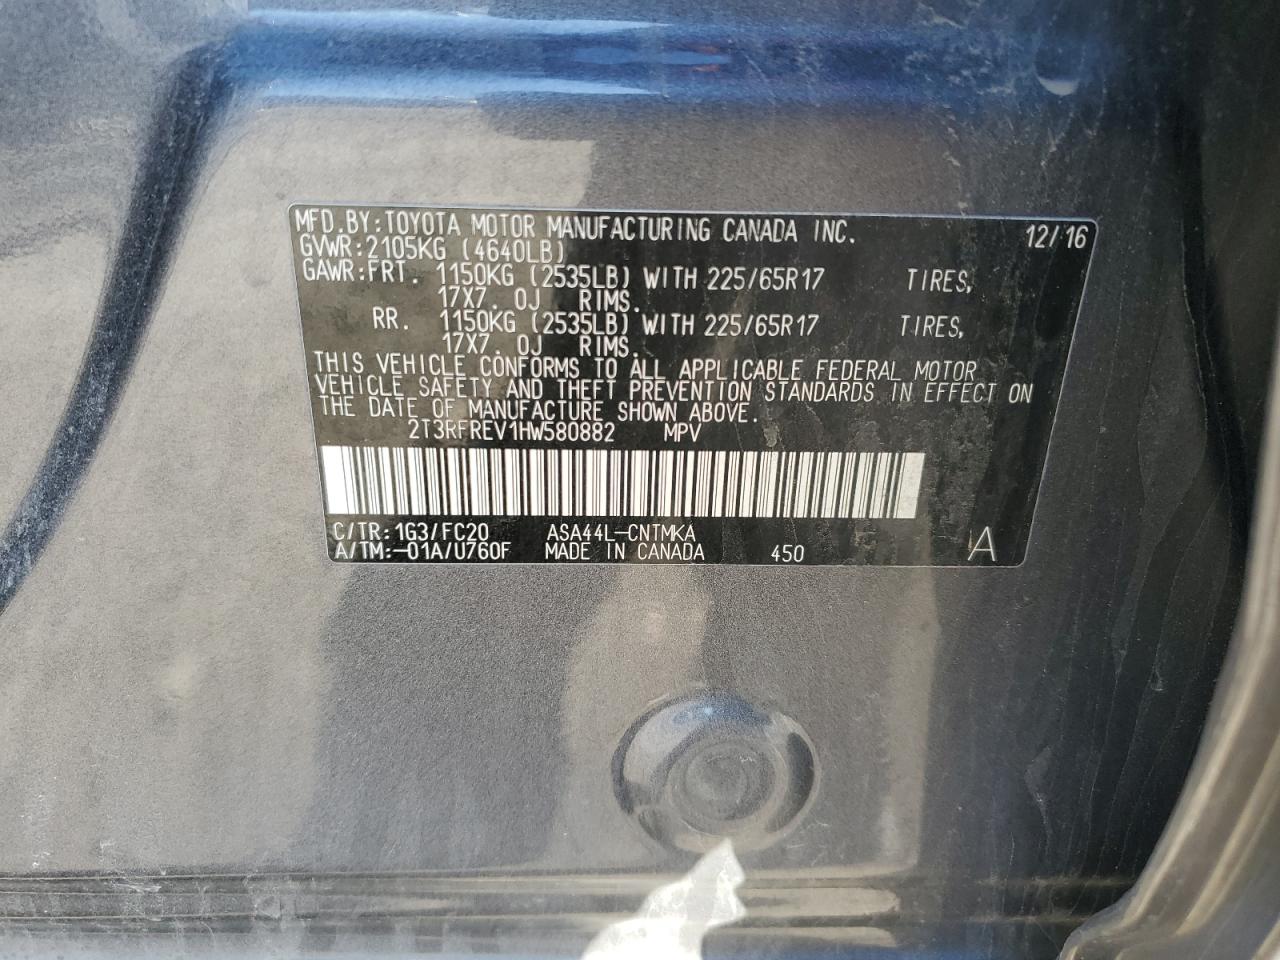 MFD.BY:TOYOTA MOTOR MANUFACTURING CANADA INC. 12/16
GVWR:2105KG (4640LB)
GAWR:FRT. 1150KG (2535LB) WITH 225/65R17 TIRES,
17X7.0J RIMS.
RR. 1150KG (2535LB) WITH 225/65R17 TIRES,
17X7.0J RIMS.
THIS VEHICLE CONFORMS TO ALL APPLICABLE FEDERAL MOTOR
VEHICLE SAFETY AND THEFT PREVENTION STANDARDS IN EFFECT ON
THE DATE OF MANUFACTURE SHOWN ABOVE.
2T3RFREV1HW580882 MPV
C/TR:1G3/FC20 ASA44L-CNTMKA
A/TM:-01A/U760F MADE IN CANADA 450 A